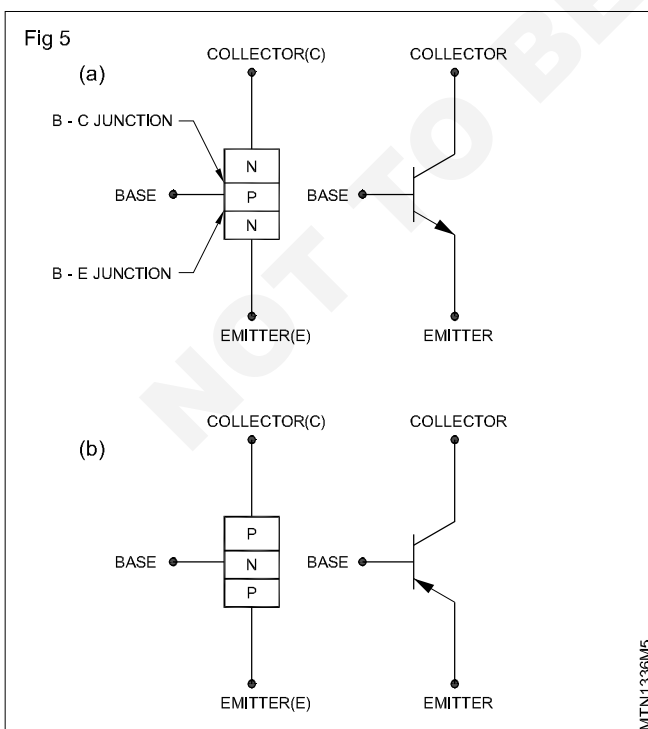 Fig 5
(a)
COLLECTOR(C)
COLLECTOR
B - C JUNCTION
N
BASE
P
BASE
N
B - E JUNCTION
EMITTER(E)
EMITTER
(b)
COLLECTOR(C)
COLLECTOR
P
BASE
N
BASE
P
EMITTER(E)
EMITTER
MTN1336M5
NOT TO BE